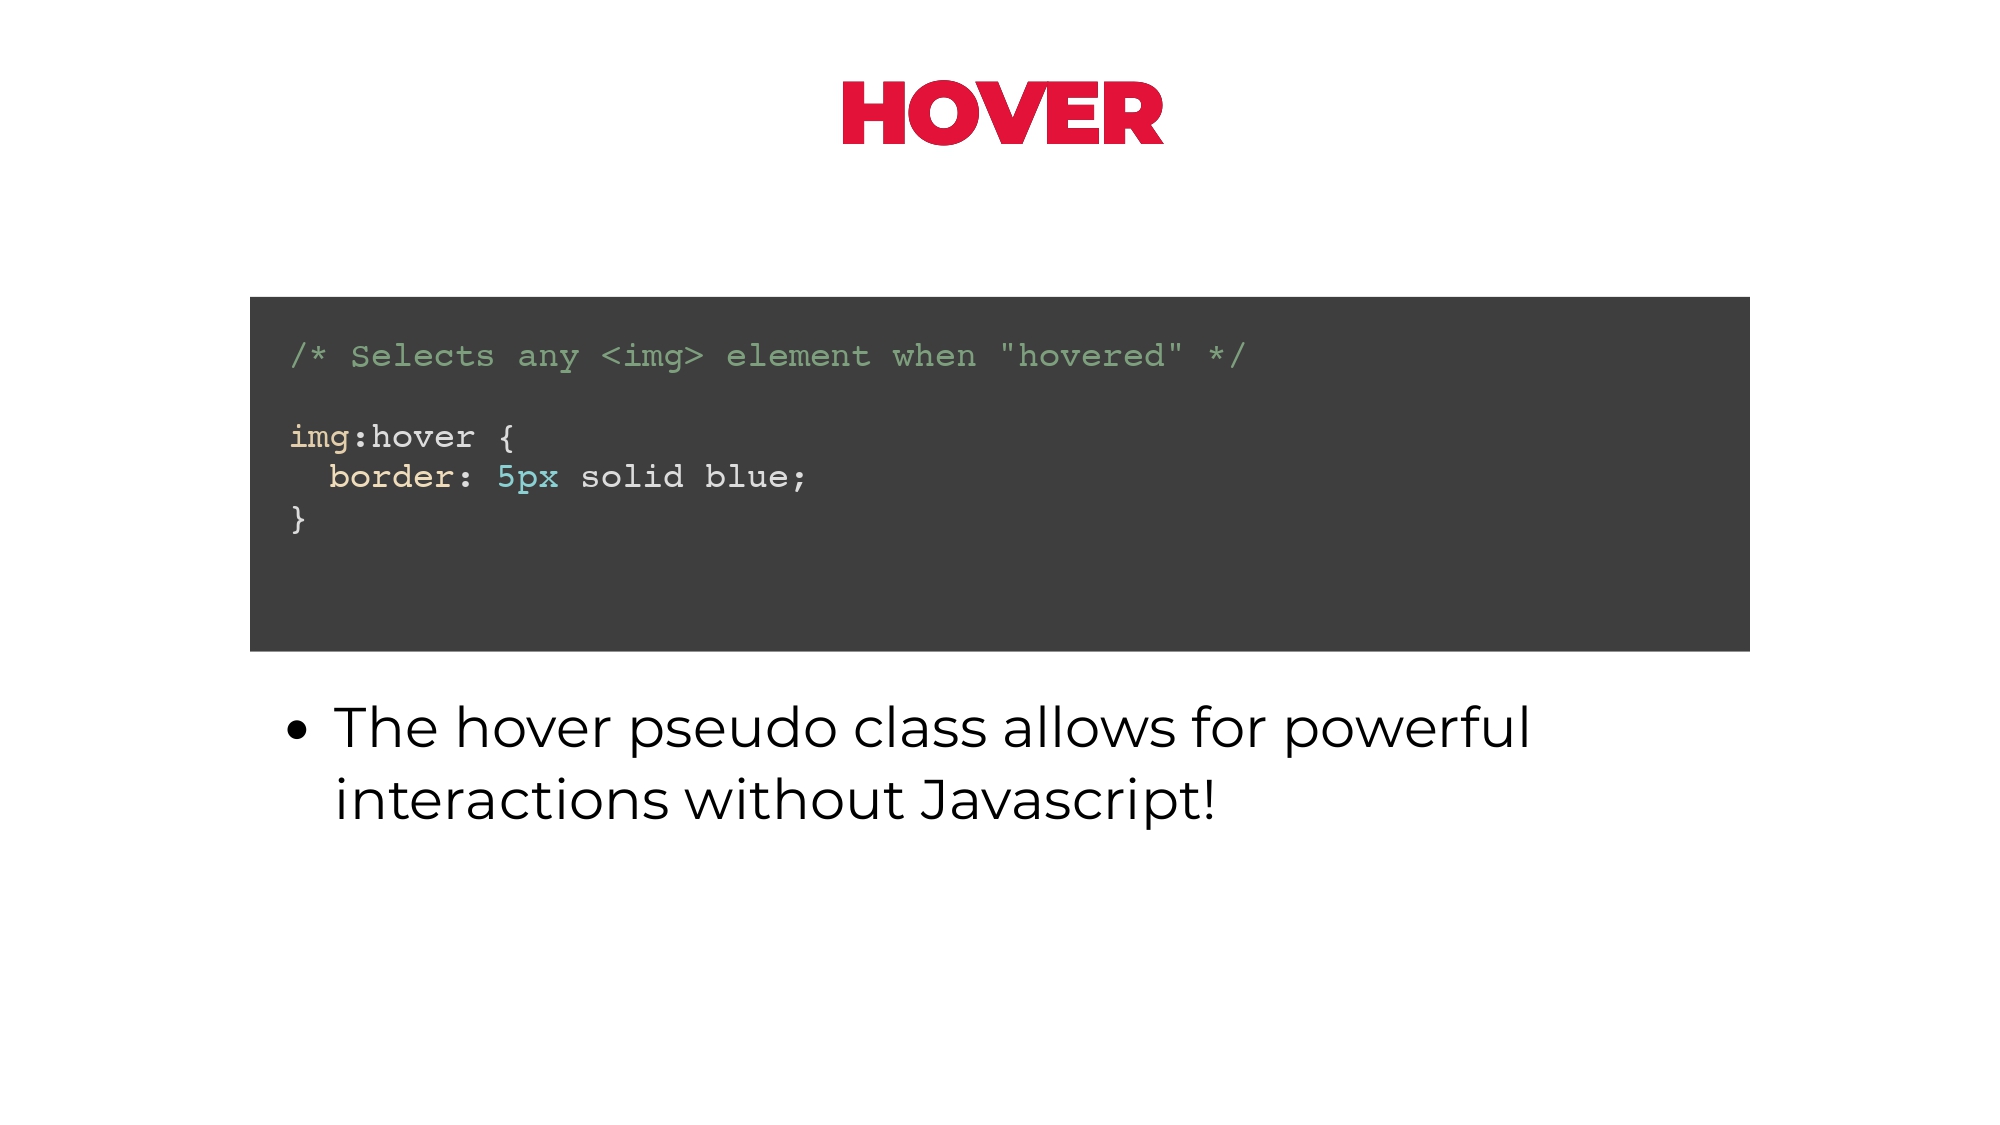 HOVER
/* Selects any <img> element when "hovered" */
img:hover {
  border: 5px solid blue;
}
• The hover pseudo class allows for powerful
interactions without Javascript!